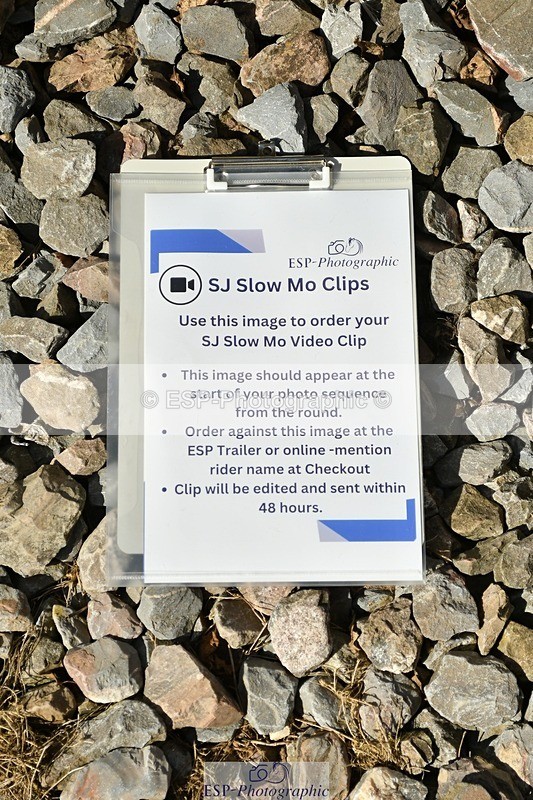 ESP-Photographic
SJ Slow Mo Clips
Use this image to order your
SJ Slow Mo Video Clip
• This image should appear at the
start of your photo sequence
from the round.
© ESP-Photographic ©
• Order against this image at the
ESP Trailer or online -mention
rider name at Checkout
• Clip will be edited and sent within
48 hours.
ESP-Photographic